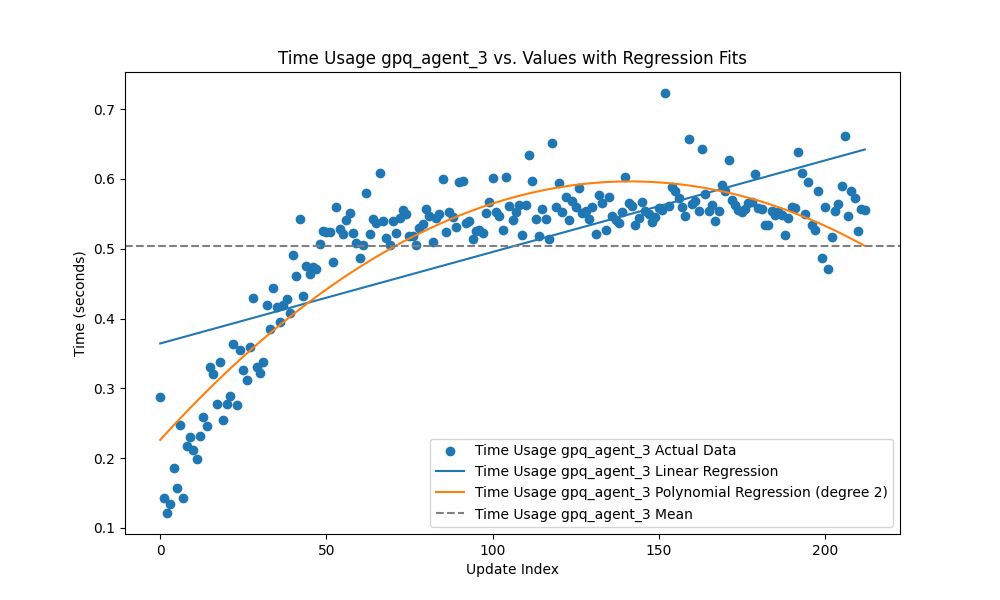 Time Usage gpq_agent_3 vs. Values with Regression Fits
Time (seconds)
0.7
0.6
0.5
0.4
0.3
0.2
0.1
Time Usage gpq_agent_3 Actual Data
Time Usage gpq_agent_3 Linear Regression
Time Usage gpq_agent_3 Polynomial Regression (degree 2)
Time Usage gpq_agent_3 Mean
0 50 100 150 200
Update Index